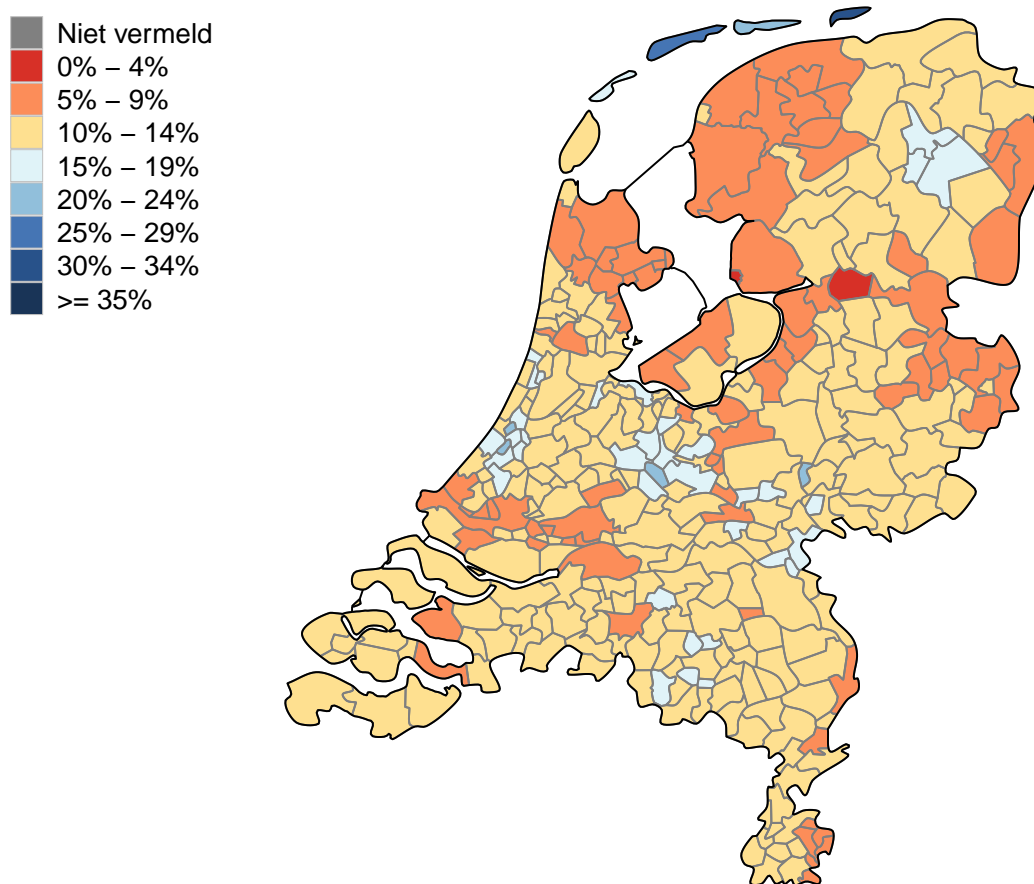 Niet vermeld
0% – 4%
5% – 9%
10% – 14%
15% – 19%
20% – 24%
25% – 29%
30% – 34%
>= 35%